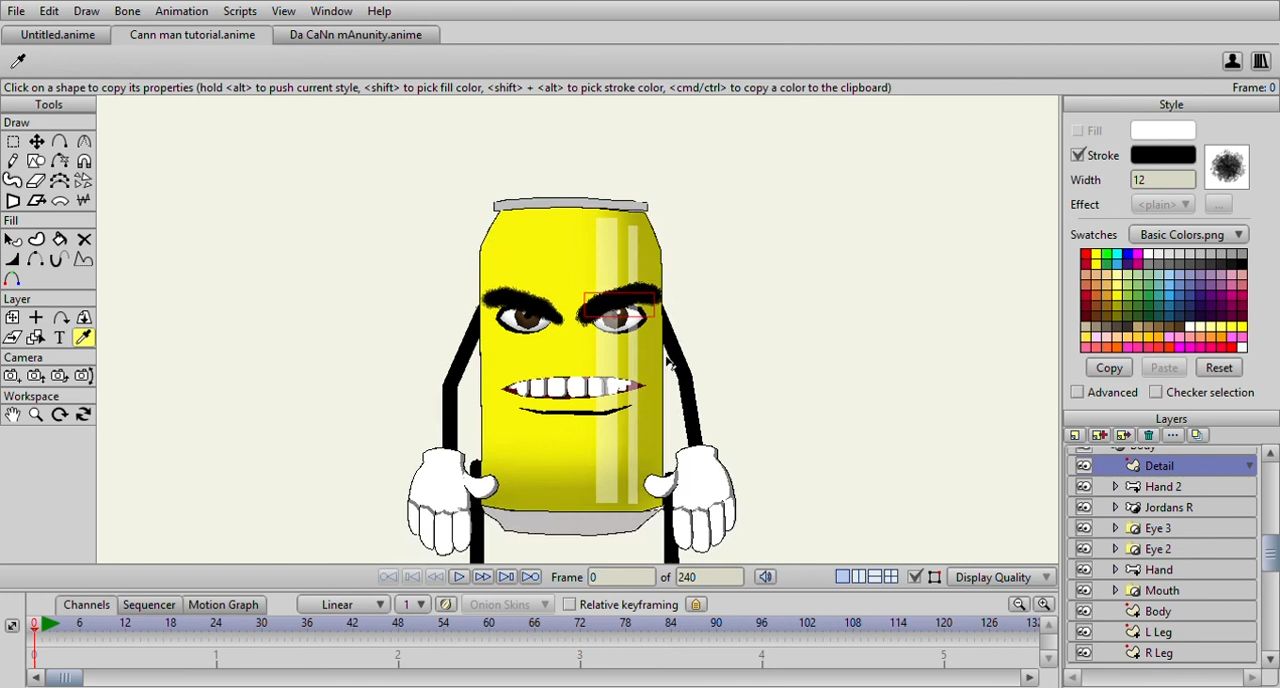 File Edit Draw Bone Animation Scripts View Window Help
Untitled.anime Cann man tutorial.anime Da CaNn mAnunity.anime
Click on a shape to copy its properties (hold <alt> to push current style, <shift> to pick fill color, <shift> + <alt> to pick stroke color, <cmd/ctrl> to copy a color to the clipboard) Frame: 0
Tools
Draw
Fill
Layer
Camera
Workspace
Style
Fill
Stroke
Width 12
Effect <plain> ...
Swatches Basic Colors.png
Copy Paste Reset
Advanced Checker selection
Layers
Detail
Hand 2
Jordans R
Eye 3
Eye 2
Hand
Mouth
Body
L Leg
R Leg
Frame 0 of 240 Display Quality
Channels Sequencer Motion Graph Linear 1 Onion Skins Relative keyframing
0 6 12 18 24 30 36 42 48 54 60 66 72 78 84 90 96 102 108 114 120 126
0 1 2 3 4 5